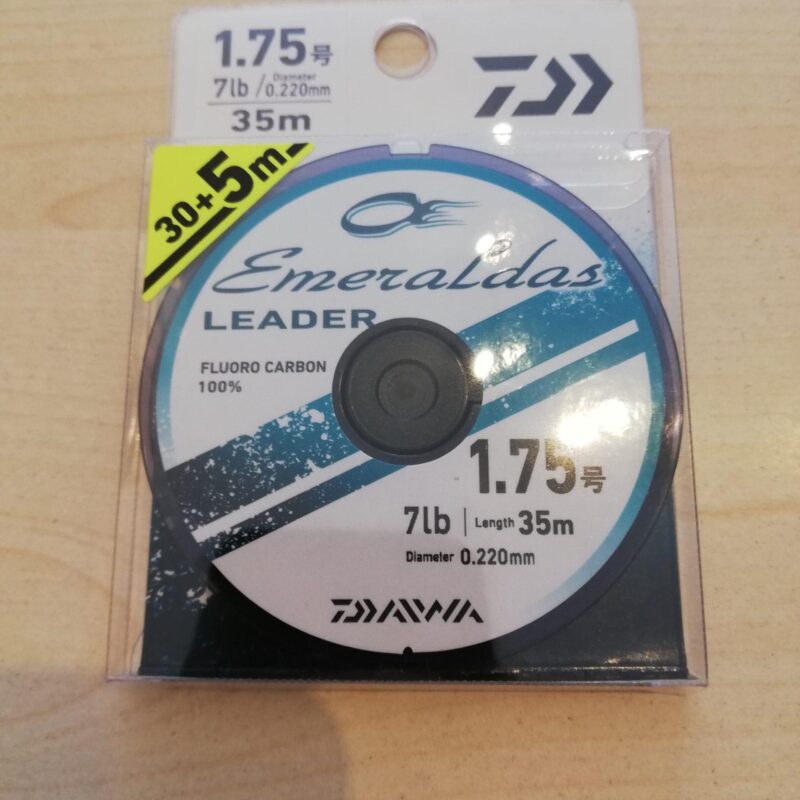 1.75号
Diameter
7lb / 0.220mm
35m
30+5m
Emeraldas
LEADER
FLUORO CARBON
100%
1.75号
7lb | Length 35m
Diameter 0.220mm
DAIWA